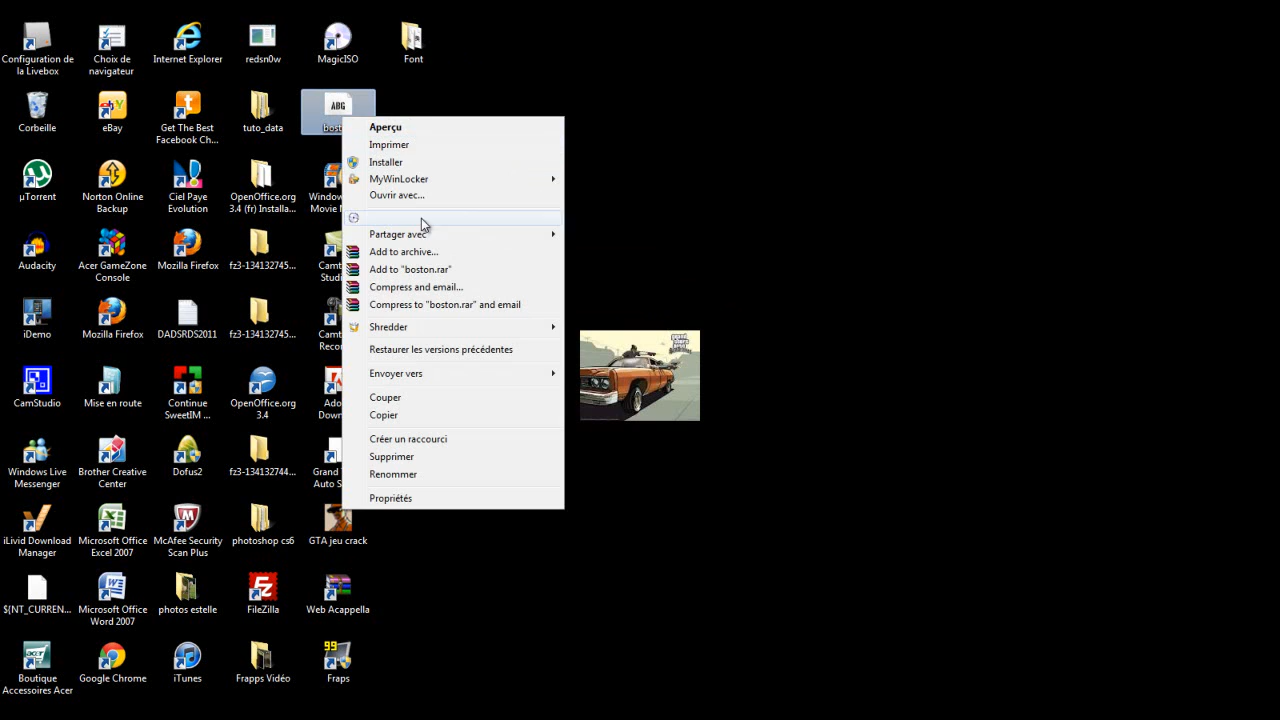 Configuration de
la Livebox
Choix de
navigateur
Internet Explorer
redsn0w
MagicISO
Font
Corbeille
eBay
Get The Best
Facebook Ch...
tuto_data
ABG
µTorrent
Norton Online
Backup
Ciel Paye
Evolution
OpenOffice.org
3.4 (fr) Installa...
Audacity
Acer GameZone
Console
Mozilla Firefox
fz3-134132745...
iDemo
Mozilla Firefox
DADSRDS2011
fz3-134132745...
CamStudio
Mise en route
Continue
SweetIM ...
OpenOffice.org
3.4
Windows Live
Messenger
Brother Creative
Center
Dofus2
fz3-134132744...
iLivid Download
Manager
Microsoft Office
Excel 2007
McAfee Security
Scan Plus
photoshop cs6
GTA jeu crack
$(NT_CURREN...
Microsoft Office
Word 2007
photos estelle
FileZilla
Web Acappella
Boutique
Accessoires Acer
Google Chrome
iTunes
Frapps Vidéo
99
Fraps
Aperçu
Imprimer
Installer
MyWinLocker
Ouvrir avec...
Partager avec
Add to archive...
Add to "boston.rar"
Compress and email...
Compress to "boston.rar" and email
Shredder
Restaurer les versions précédentes
Envoyer vers
Couper
Copier
Créer un raccourci
Supprimer
Renommer
Propriétés